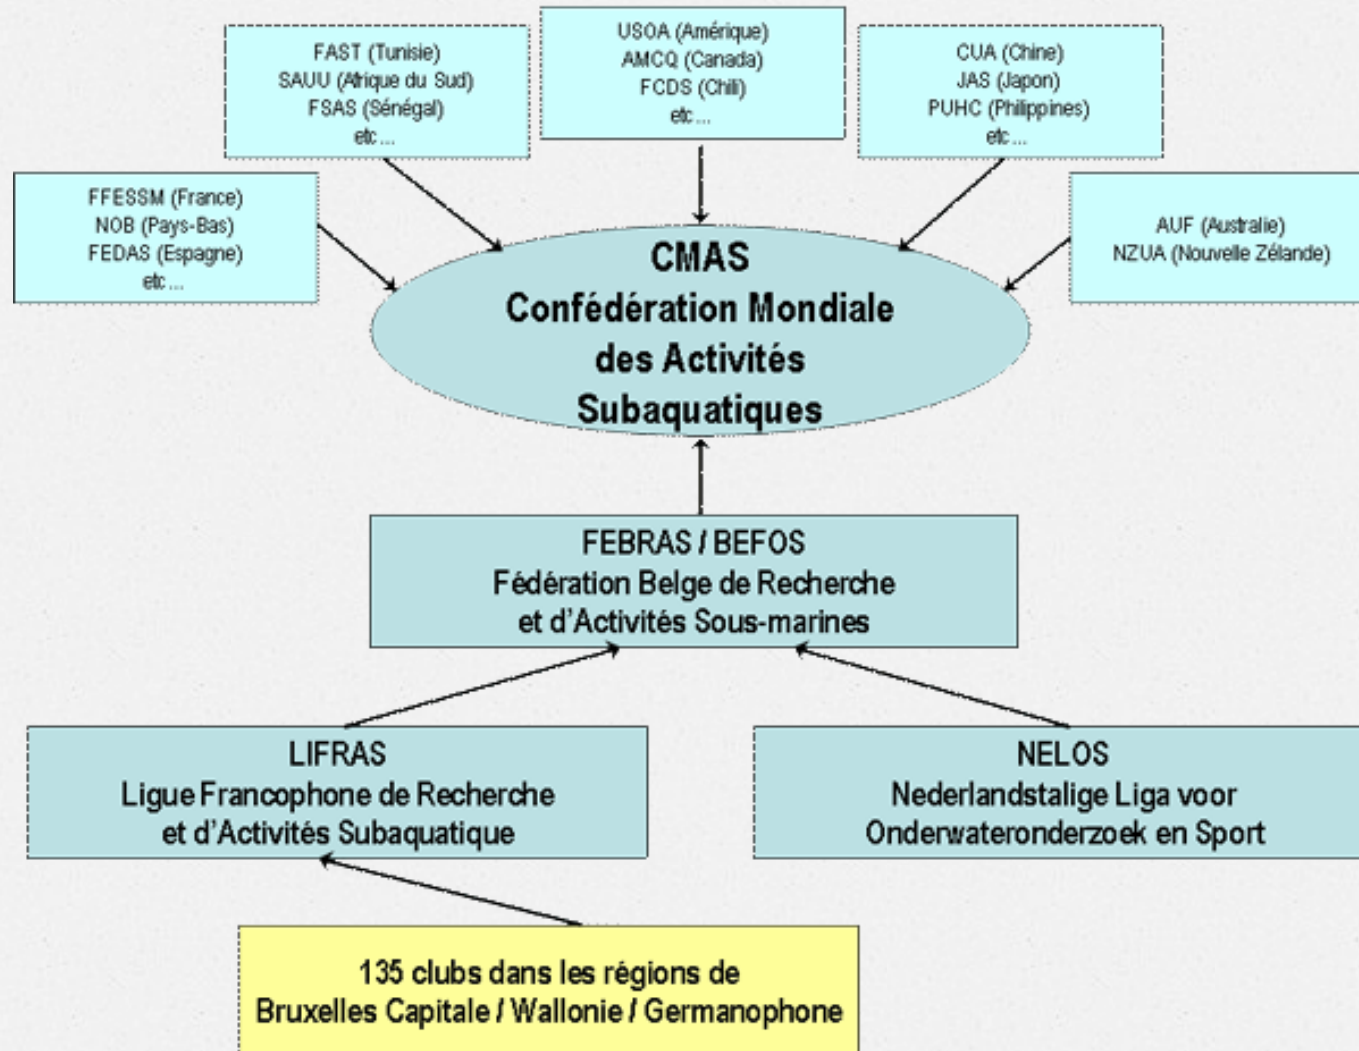 FAST (Tunisie)
SAUU (Afrique du Sud)
FSAS (Sénégal)
etc ...
USOA (Amérique)
AMCQ (Canada)
FCDS (Chili)
etc ...
CUA (Chine)
JAS (Japon)
PUHC (Philippines)
etc ...
FFESSM (France)
NOB (Pays-Bas)
FEDAS (Espagne)
etc ...
AUF (Australie)
NZUA (Nouvelle Zélande)
CMAS
Confédération Mondiale
des Activités
Subaquatiques
FEBRAS / BEFOS
Fédération Belge de Recherche
et d'Activités Sous-marines
LIFRAS
Ligue Francophone de Recherche
et d'Activités Subaquatique
NELOS
Nederlandstalige Liga voor
Onderwateronderzoek en Sport
135 clubs dans les régions de
Bruxelles Capitale / Wallonie / Germanophone